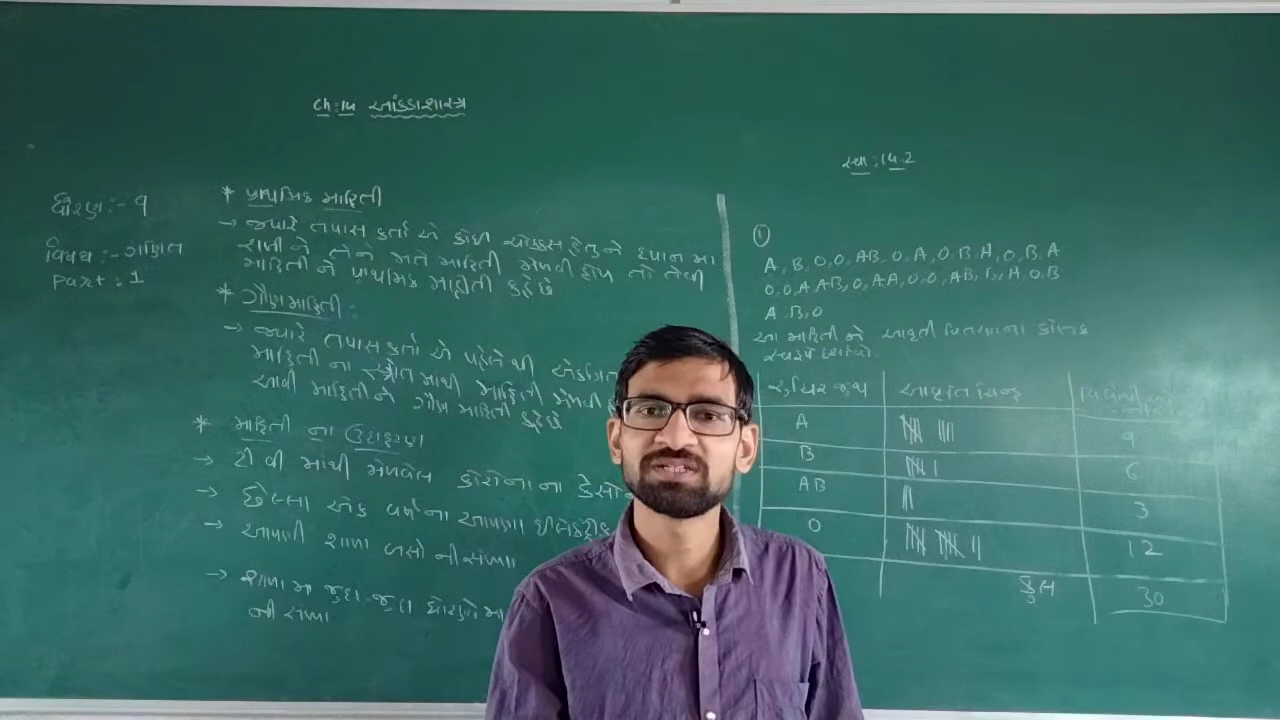 Ch:14 આંકડાશાસ્ત્ર
ધોરણ:- 9
વિષય:- ગણિત
Part:1
* પ્રાથમિક માહિતી
→ જ્યારે તપાસ કર્તા એ કોઈ ચોક્કસ હેતુ ને ધ્યાન મા
રાખી ને તેને માટે માહિતી મેળવી હોય તો તેવી
માહિતી ને પ્રાથમિક માહીતી કહે છે
* ગૌણ માહિતી:
→ જ્યારે તપાસ કર્તા એ પહેલે થી
માહિતી ના સ્ત્રોત માથી માહિતી મેળવી
આવી માહિતી ને ગૌણ માહિતી કહે છે
* માહિતી ના ઉદાહરણ
→ ટી વી માંથી મેળવેલ કોરોના ના કેસો
→ છેલ્લા એક વર્ષ ના આપણા
→ આપણી શાળા બસો ની સંખ્યા
→ શાળા મા જુદા-જુદા ધોરણો મા
ની સંખ્યા
સ્વા:14.2
①
A, B, O, O, AB, O, A, O, B, A, O, B, A
O, O, A, AB, O, A, A, O, O, AB, B, A, O, B
A, B, O
આ માહિતી ને આવૃત્તી વિતરણના કોષ્ટક
સ્વરૂપે દર્શાવો.
રુધિર જુથ આવૃત્તિ ચિન્હ
A 9
B 6
AB 3
O 12
કુલ 30